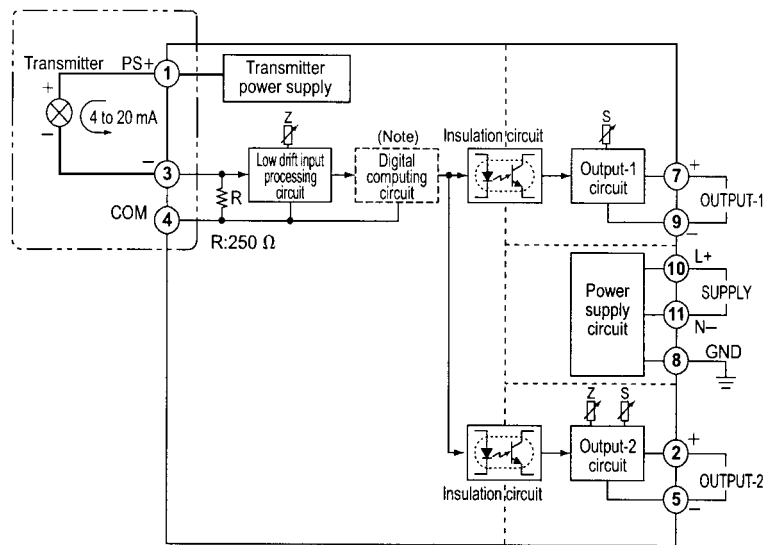 Transmitter
PS+
1
Transmitter
power supply
+
−
4 to 20 mA
−
3
COM
4
R
R:250 Ω
Z
Low drift input
processing
circuit
(Note)
Digital
computing
circuit
Insulation circuit
S
Output-1
circuit
7
+
OUTPUT-1
9
−
Power
supply
circuit
10
L+
SUPPLY
11
N−
8
GND
Insulation circuit
Z
S
Output-2
circuit
2
+
OUTPUT-2
5
−